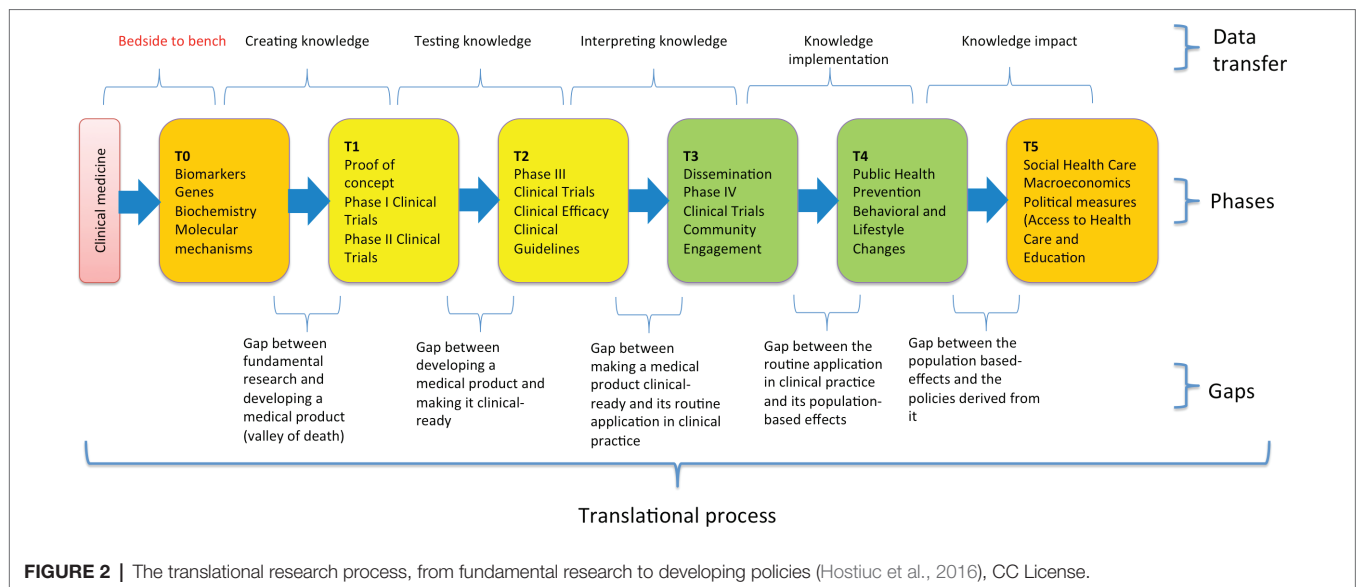 Bedside to bench
Creating knowledge
Testing knowledge
Interpreting knowledge
Knowledge
implementation
Knowledge impact
Data
transfer
Clinical medicine
T0
Biomarkers
Genes
Biochemistry
Molecular
mechanisms
T1
Proof of
concept
Phase I Clinical
Trials
Phase II Clinical
Trials
T2
Phase III
Clinical Trials
Clinical Efficacy
Clinical
Guidelines
T3
Dissemination
Phase IV
Clinical Trials
Community
Engagement
T4
Public Health
Prevention
Behavioral and
Lifestyle
Changes
T5
Social Health Care
Macroeconomics
Political measures
(Access to Health
Care and
Education
Phases
Gap between
fundamental
research and
developing a
medical product
(valley of death)
Gap between
developing a
medical product and
making it clinical-
ready
Gap between
making a medical
product clinical-
ready and its routine
application in clinical
practice
Gap between the
routine application
in clinical practice
and its population-
based effects
Gap between the
population based-
effects and the
policies derived from
it
Gaps
Translational process
FIGURE 2 | The translational research process, from fundamental research to developing policies (Hostiuc et al., 2016), CC License.